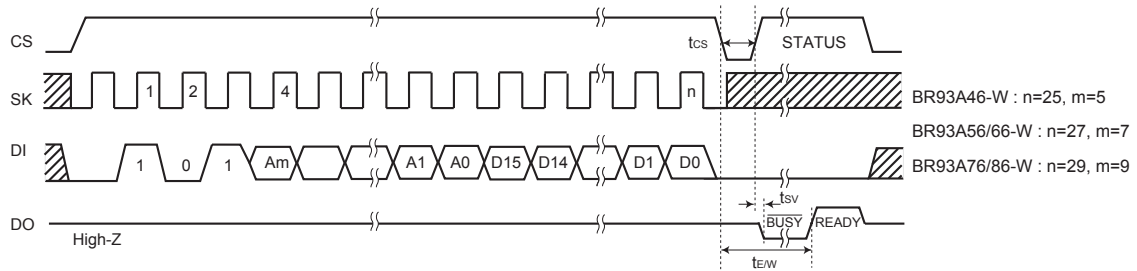 CS
tCS
STATUS
SK
1
2
4
n
BR93A46-W : n=25, m=5
BR93A56/66-W : n=27, m=7
BR93A76/86-W : n=29, m=9
DI
1
0
1
Am
A1
A0
D15
D14
D1
D0
tSV
DO
High-Z
BUSY
READY
tE/W